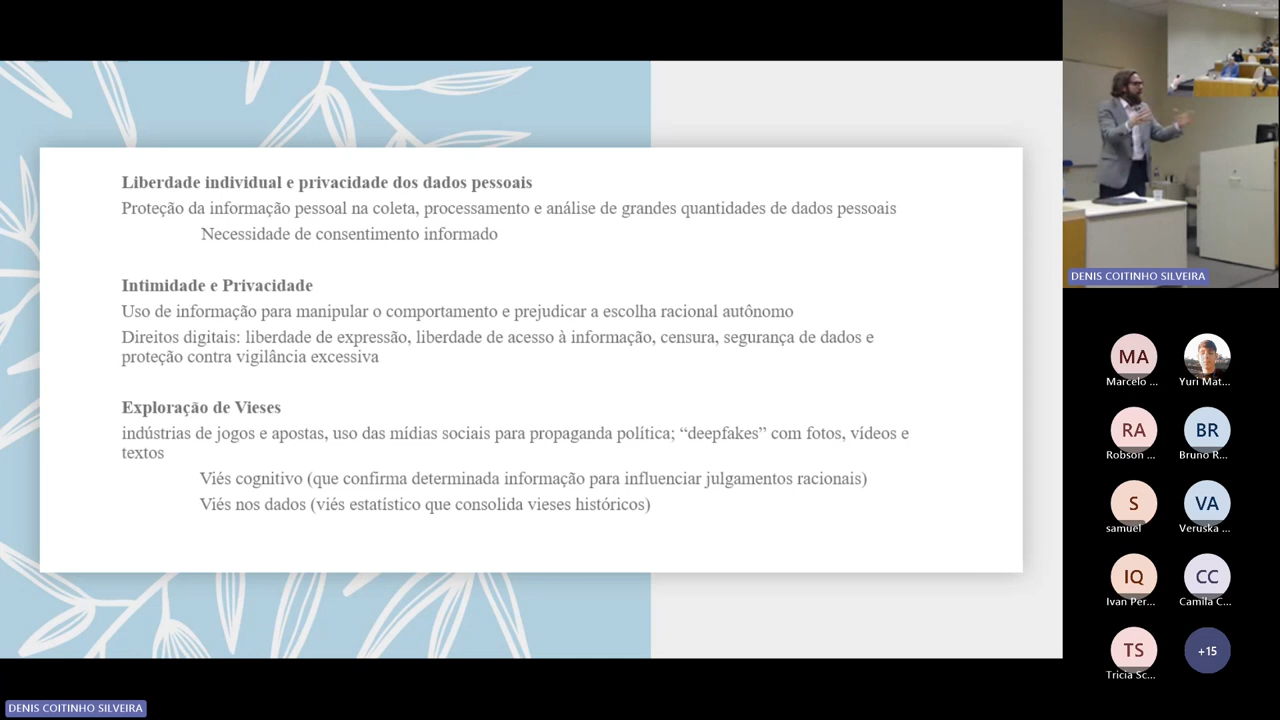 Liberdade individual e privacidade dos dados pessoais
Proteção da informação pessoal na coleta, processamento e análise de grandes quantidades de dados pessoais
Necessidade de consentimento informado
Intimidade e Privacidade
Uso de informação para manipular o comportamento e prejudicar a escolha racional autônomo
Direitos digitais: liberdade de expressão, liberdade de acesso à informação, censura, segurança de dados e
proteção contra vigilância excessiva
Exploração de Vieses
indústrias de jogos e apostas, uso das mídias sociais para propaganda política; “deepfakes” com fotos, vídeos e
textos
Viés cognitivo (que confirma determinada informação para influenciar julgamentos racionais)
Viés nos dados (viés estatístico que consolida vieses históricos)
DENIS COITINHO SILVEIRA
MA
Marcelo ...
Yuri Mat...
RA
Robson ...
BR
Bruno R...
S
samuel
VA
Veruska ...
IQ
Ivan Per...
CC
Camila C...
TS
Tricia Sc...
+15
DENIS COITINHO SILVEIRA